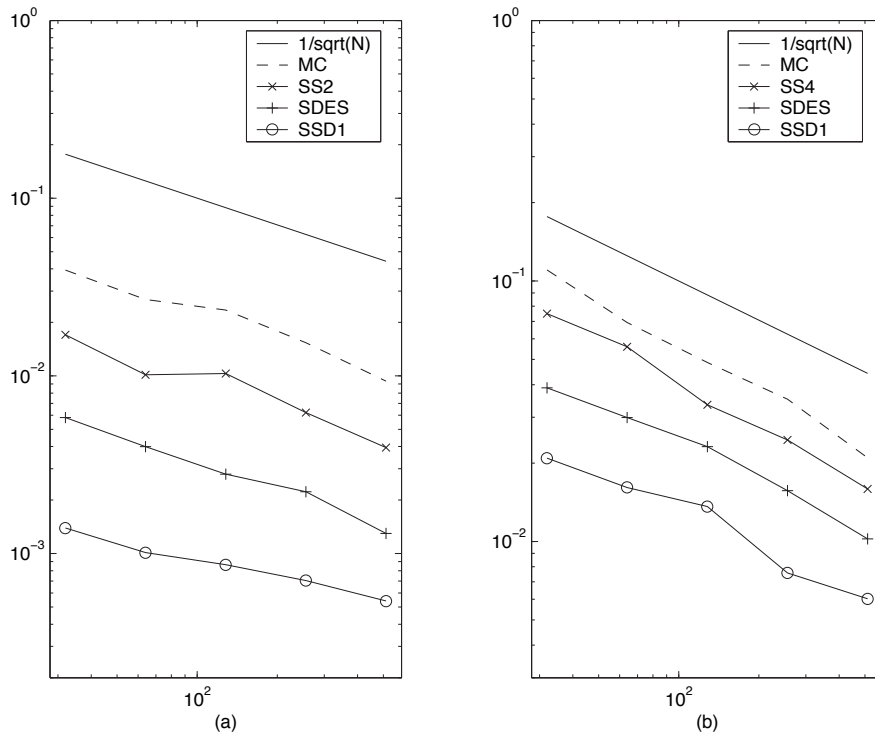 10^0
10^-1
10^-2
10^-3
10^2
1/sqrt(N)
MC
SS2
SDES
SSD1
(a)
10^0
10^-1
10^-2
10^2
1/sqrt(N)
MC
SS4
SDES
SSD1
(b)